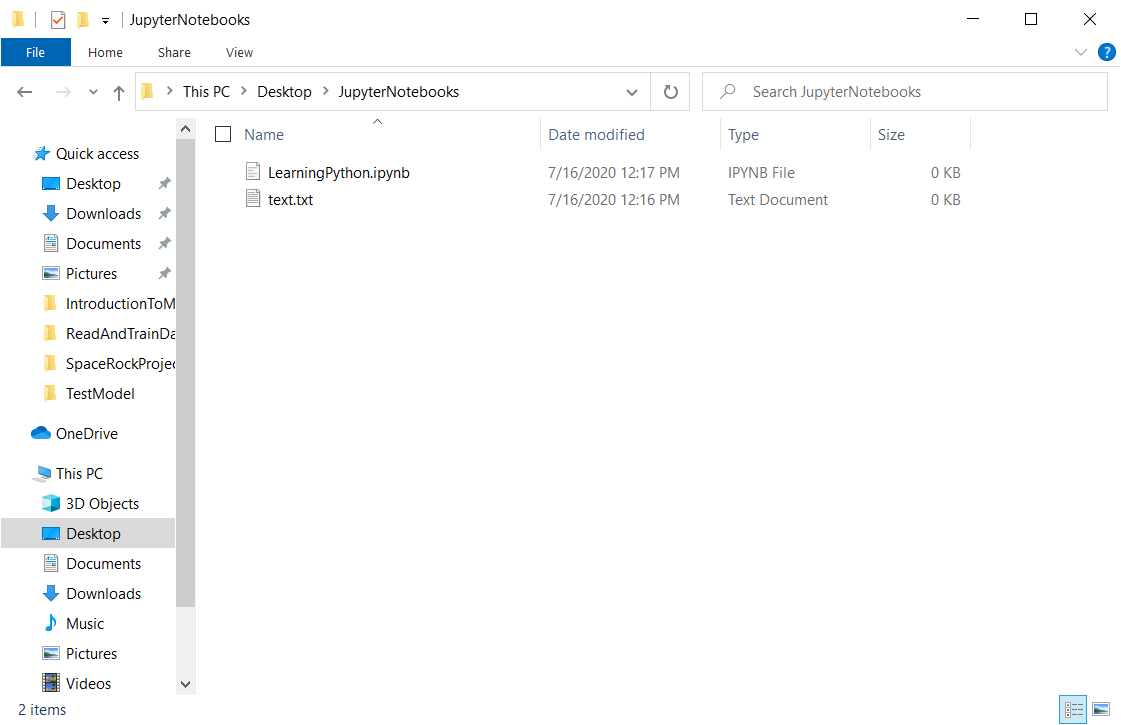 JupyterNotebooks
File Home Share View
This PC Desktop JupyterNotebooks Search JupyterNotebooks
Name Date modified Type Size
LearningPython.ipynb 7/16/2020 12:17 PM IPYNB File 0 KB
text.txt 7/16/2020 12:16 PM Text Document 0 KB
Quick access
Desktop
Downloads
Documents
Pictures
IntroductionToM
ReadAndTrainDa
SpaceRockProjec
TestModel
OneDrive
This PC
3D Objects
Desktop
Documents
Downloads
Music
Pictures
Videos
2 items